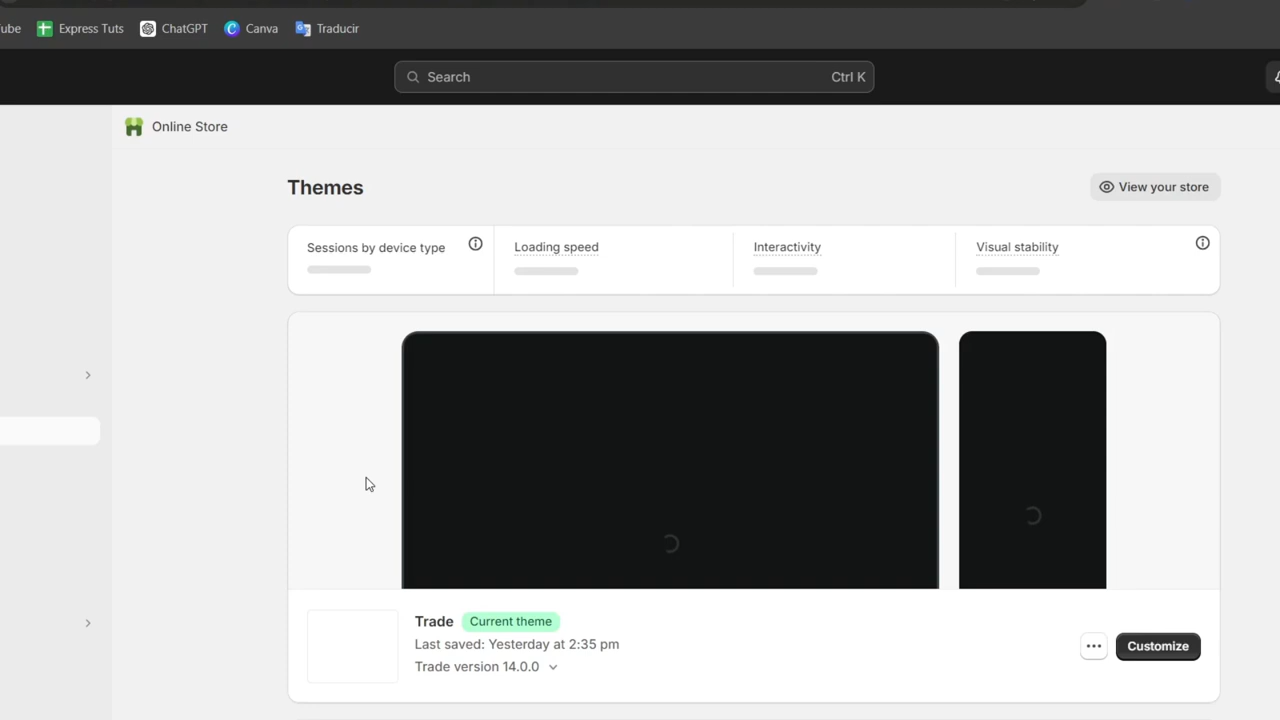 ube Express Tuts ChatGPT Canva Traducir
Search Ctrl K
Online Store
Themes View your store
Sessions by device type Loading speed Interactivity Visual stability
Trade Current theme
Last saved: Yesterday at 2:35 pm
Trade version 14.0.0
Customize